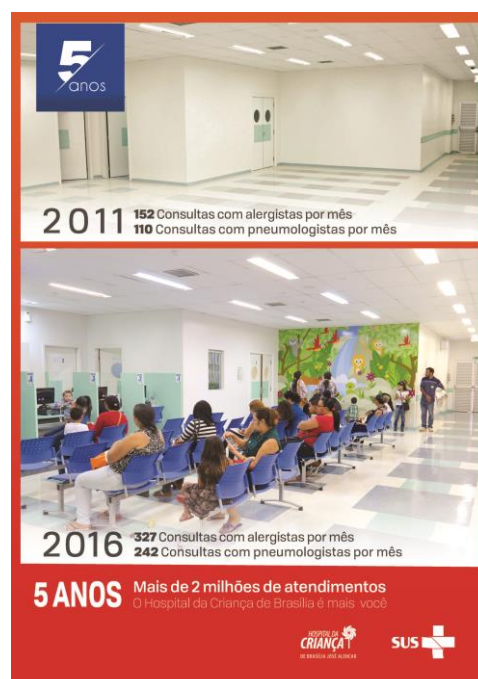 5
anos
2011 152 Consultas com alergistas por mês
110 Consultas com pneumologistas por mês
2016 327 Consultas com alergistas por mês
242 Consultas com pneumologistas por mês
5 ANOS Mais de 2 milhões de atendimentos
O Hospital da Criança de Brasília é mais você
HOSPITAL DA
CRIANÇA
DE BRASÍLIA JOSÉ ALENCAR
SUS